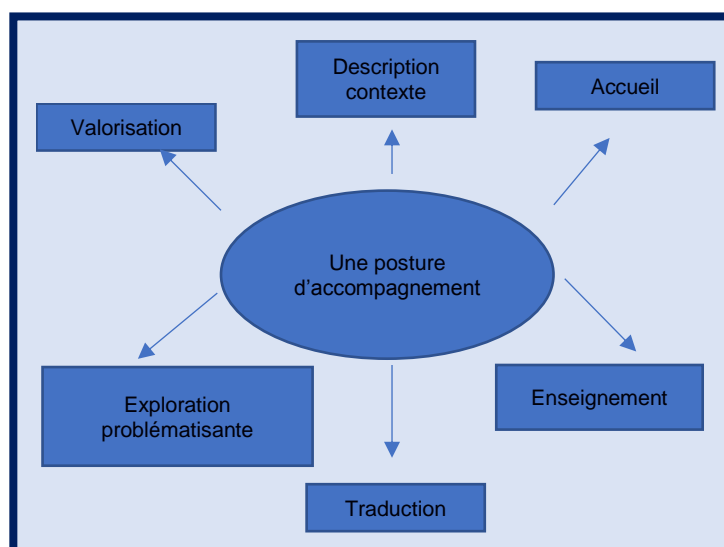 Description
contexte
Accueil
Valorisation
Une posture
d'accompagnement
Exploration
problématisante
Enseignement
Traduction